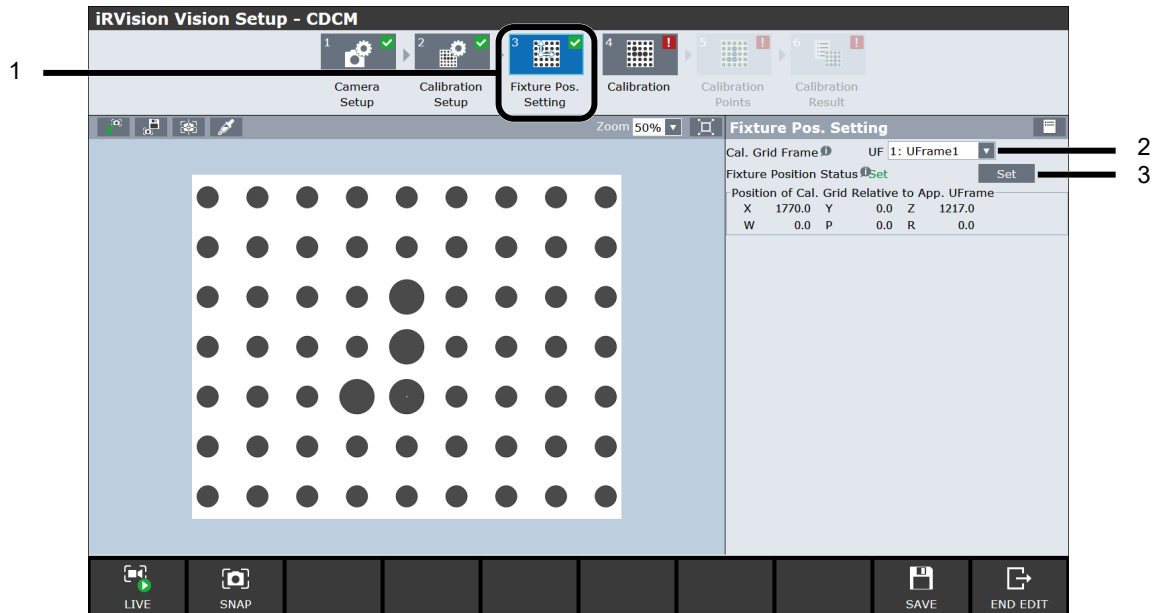 iRVision Vision Setup - CDCM
1 2 3 4 5 6
Camera Setup
Calibration Setup
Fixture Pos. Setting
Calibration
Calibration Points
Calibration Result
1
Zoom 50%
Fixture Pos. Setting
Cal. Grid Frame UF 1: UFrame1
2
Fixture Position Status Set Set
3
Position of Cal. Grid Relative to App. UFrame
X 1770.0 Y 0.0 Z 1217.0
W 0.0 P 0.0 R 0.0
LIVE SNAP SAVE END EDIT